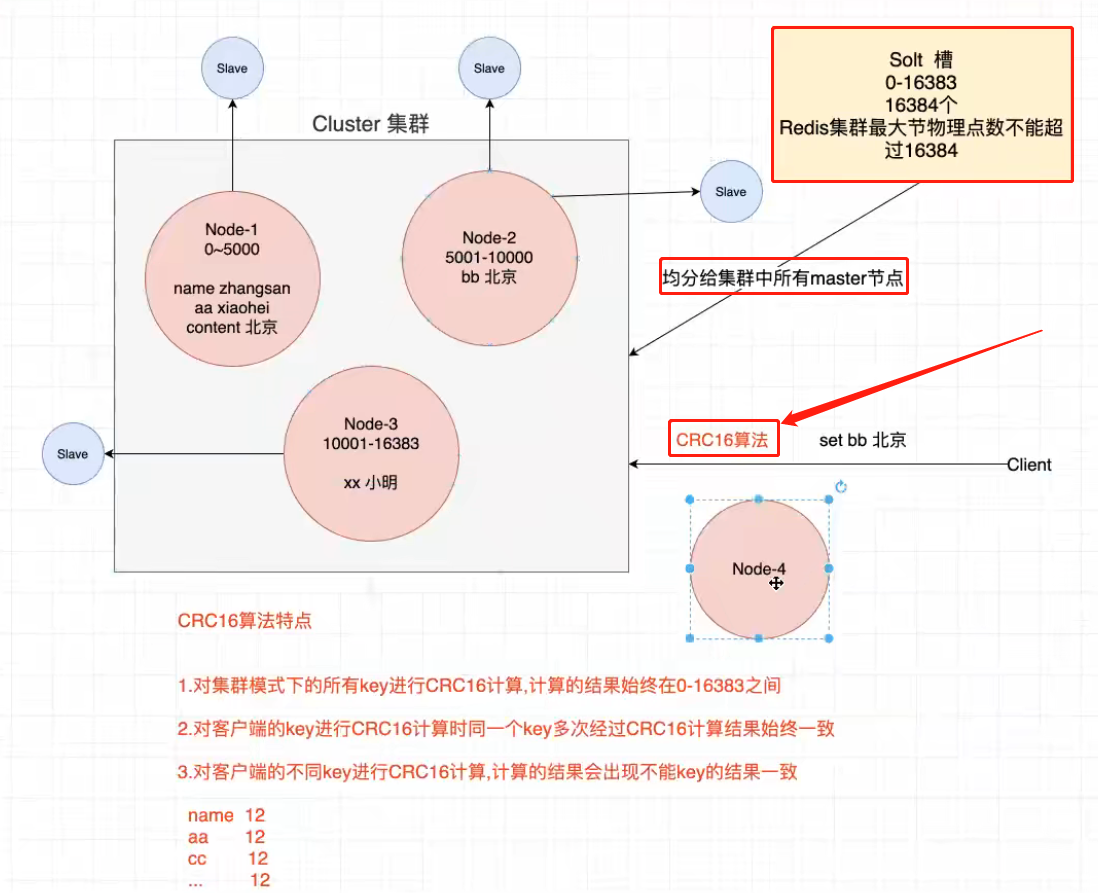 Slave
Slave
Solt 槽
0-16383
16384个
Redis集群最大节物理点数不能超
过16384
Cluster 集群
Slave
Node-1
0~5000
name zhangsan
aa xiaohei
content 北京
Node-2
5001-10000
bb 北京
均分给集群中所有master节点
Node-3
10001-16383
xx 小明
Slave
CRC16算法
set bb 北京
Client
Node-4
CRC16算法特点
1.对集群模式下的所有key进行CRC16计算,计算的结果始终在0-16383之间
2.对客户端的key进行CRC16计算时同一个key多次经过CRC16计算结果始终一致
3.对客户端的不同key进行CRC16计算,计算的结果会出现不能key的结果一致
name 12
aa 12
cc 12
... 12